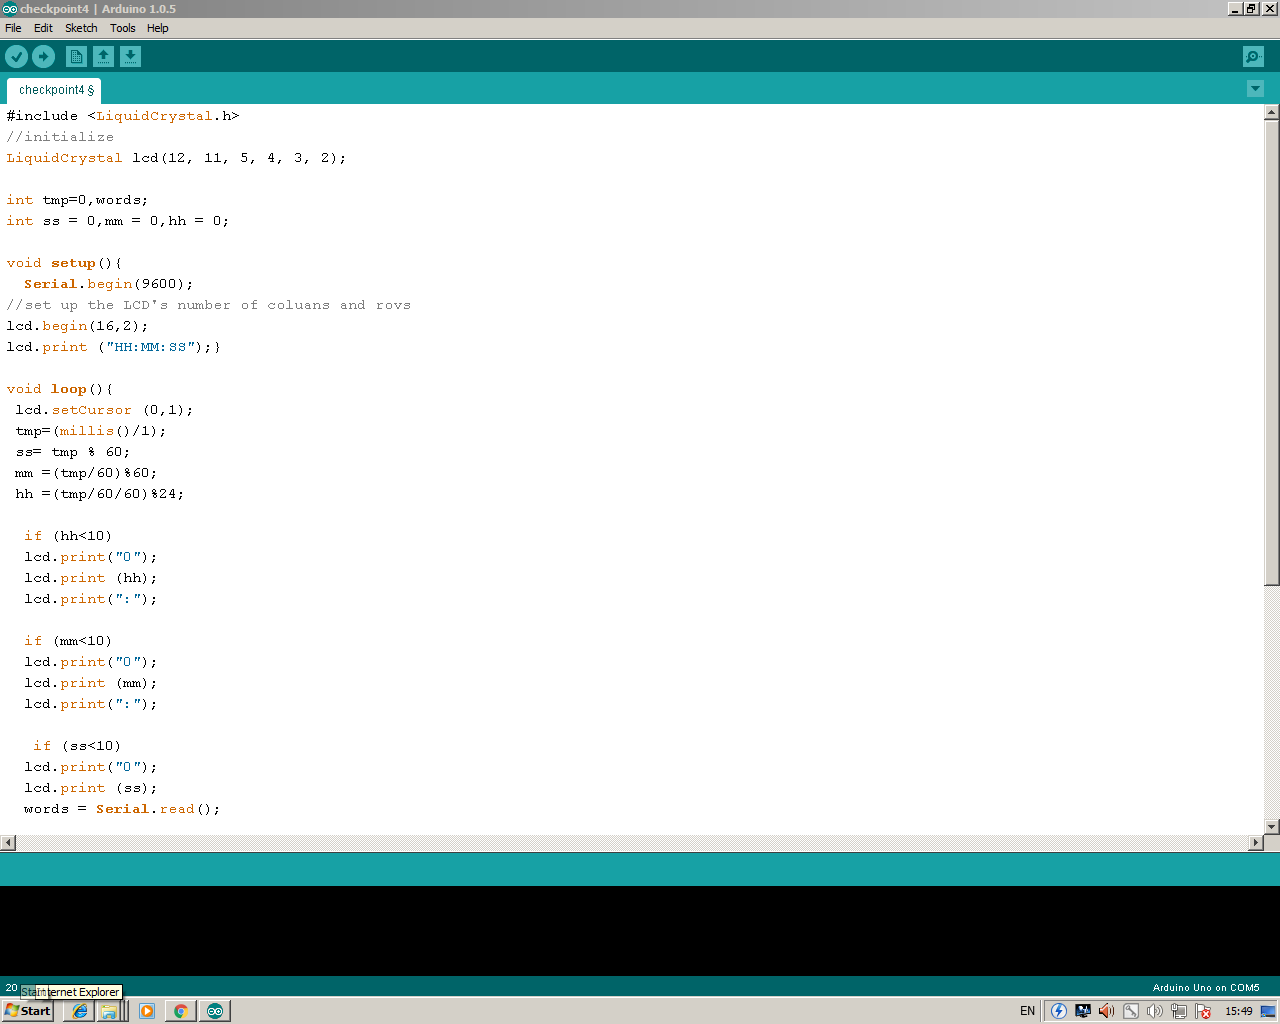 checkpoint4 | Arduino 1.0.5
File Edit Sketch Tools Help
checkpoint4 §
#include <LiquidCrystal.h>
//initialize
LiquidCrystal lcd(12, 11, 5, 4, 3, 2);
int tmp=0,words;
int ss = 0,mm = 0,hh = 0;
void setup(){
Serial.begin(9600);
//set up the LCD's number of coluans and rovs
lcd.begin(16,2);
lcd.print ("HH:MM:SS");}
void loop(){
lcd.setCursor (0,1);
tmp=(millis()/1);
ss= tmp % 60;
mm =(tmp/60)%60;
hh =(tmp/60/60)%24;
if (hh<10)
lcd.print("0");
lcd.print (hh);
lcd.print(":");
if (mm<10)
lcd.print("0");
lcd.print (mm);
lcd.print(":");
if (ss<10)
lcd.print("0");
lcd.print (ss);
words = Serial.read();
20
Arduino Uno on COM5
ternet Explorer
Start
EN
15:49